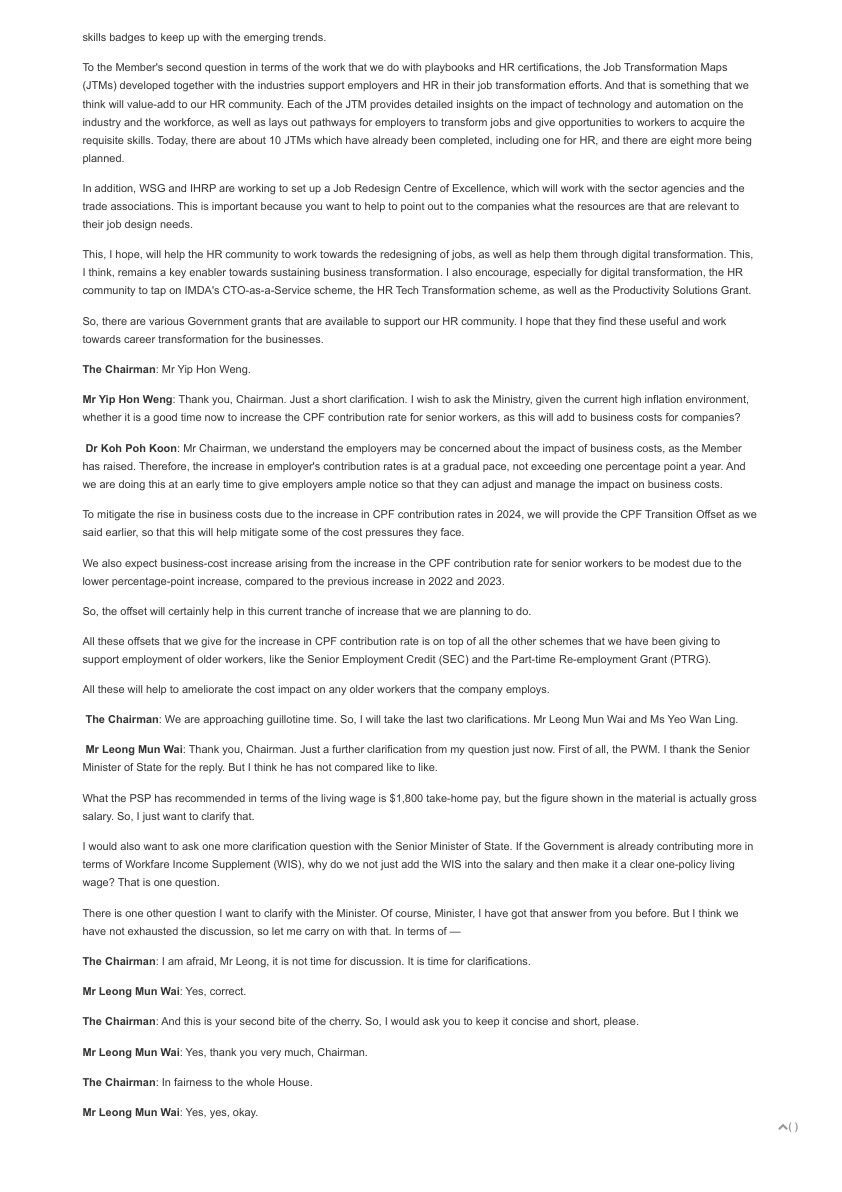 skills badges to keep up with the emerging trends.
To the Member's second question in terms of the work that we do with playbooks and HR certifications, the Job Transformation Maps
(JTMs) developed together with the industries support employers and HR in their job transformation efforts. And that is something that we
think will value-add to our HR community. Each of the JTM provides detailed insights on the impact of technology and automation on the
industry and the workforce, as well as lays out pathways for employers to transform jobs and give opportunities to workers to acquire the
requisite skills. Today, there are about 10 JTMs which have already been completed, including one for HR, and there are eight more being
planned.
In addition, WSG and IHRP are working to set up a Job Redesign Centre of Excellence, which will work with the sector agencies and the
trade associations. This is important because you want to help to point out to the companies what the resources are that are relevant to
their job design needs.
This, I hope, will help the HR community to work towards the redesigning of jobs, as well as help them through digital transformation. This,
I think, remains a key enabler towards sustaining business transformation. I also encourage, especially for digital transformation, the HR
community to tap on IMDA's CTO-as-a-Service scheme, the HR Tech Transformation scheme, as well as the Productivity Solutions Grant.
So, there are various Government grants that are available to support our HR community. I hope that they find these useful and work
towards career transformation for the businesses.
The Chairman: Mr Yip Hon Weng.
Mr Yip Hon Weng: Thank you, Chairman. Just a short clarification. I wish to ask the Ministry, given the current high inflation environment,
whether it is a good time now to increase the CPF contribution rate for senior workers, as this will add to business costs for companies?
Dr Koh Poh Koon: Mr Chairman, we understand the employers may be concerned about the impact of business costs, as the Member
has raised. Therefore, the increase in employer's contribution rates is at a gradual pace, not exceeding one percentage point a year. And
we are doing this at an early time to give employers ample notice so that they can adjust and manage the impact on business costs.
To mitigate the rise in business costs due to the increase in CPF contribution rates in 2024, we will provide the CPF Transition Offset as we
said earlier, so that this will help mitigate some of the cost pressures they face.
We also expect business-cost increase arising from the increase in the CPF contribution rate for senior workers to be modest due to the
lower percentage-point increase, compared to the previous increase in 2022 and 2023.
So, the offset will certainly help in this current tranche of increase that we are planning to do.
All these offsets that we give for the increase in CPF contribution rate is on top of all the other schemes that we have been giving to
support employment of older workers, like the Senior Employment Credit (SEC) and the Part-time Re-employment Grant (PTRG).
All these will help to ameliorate the cost impact on any older workers that the company employs.
The Chairman: We are approaching guillotine time. So, I will take the last two clarifications. Mr Leong Mun Wai and Ms Yeo Wan Ling.
Mr Leong Mun Wai: Thank you, Chairman. Just a further clarification from my question just now. First of all, the PWM. I thank the Senior
Minister of State for the reply. But I think he has not compared like to like.
What the PSP has recommended in terms of the living wage is $1,800 take-home pay, but the figure shown in the material is actually gross
salary. So, I just want to clarify that.
I would also want to ask one more clarification question with the Senior Minister of State. If the Government is already contributing more in
terms of Workfare Income Supplement (WIS), why do we not just add the WIS into the salary and then make it a clear one-policy living
wage? That is one question.
There is one other question I want to clarify with the Minister. Of course, Minister, I have got that answer from you before. But I think we
have not exhausted the discussion, so let me carry on with that. In terms of —
The Chairman: I am afraid, Mr Leong, it is not time for discussion. It is time for clarifications.
Mr Leong Mun Wai: Yes, correct.
The Chairman: And this is your second bite of the cherry. So, I would ask you to keep it concise and short, please.
Mr Leong Mun Wai: Yes, thank you very much, Chairman.
The Chairman: In fairness to the whole House.
Mr Leong Mun Wai: Yes, yes, okay.
( )